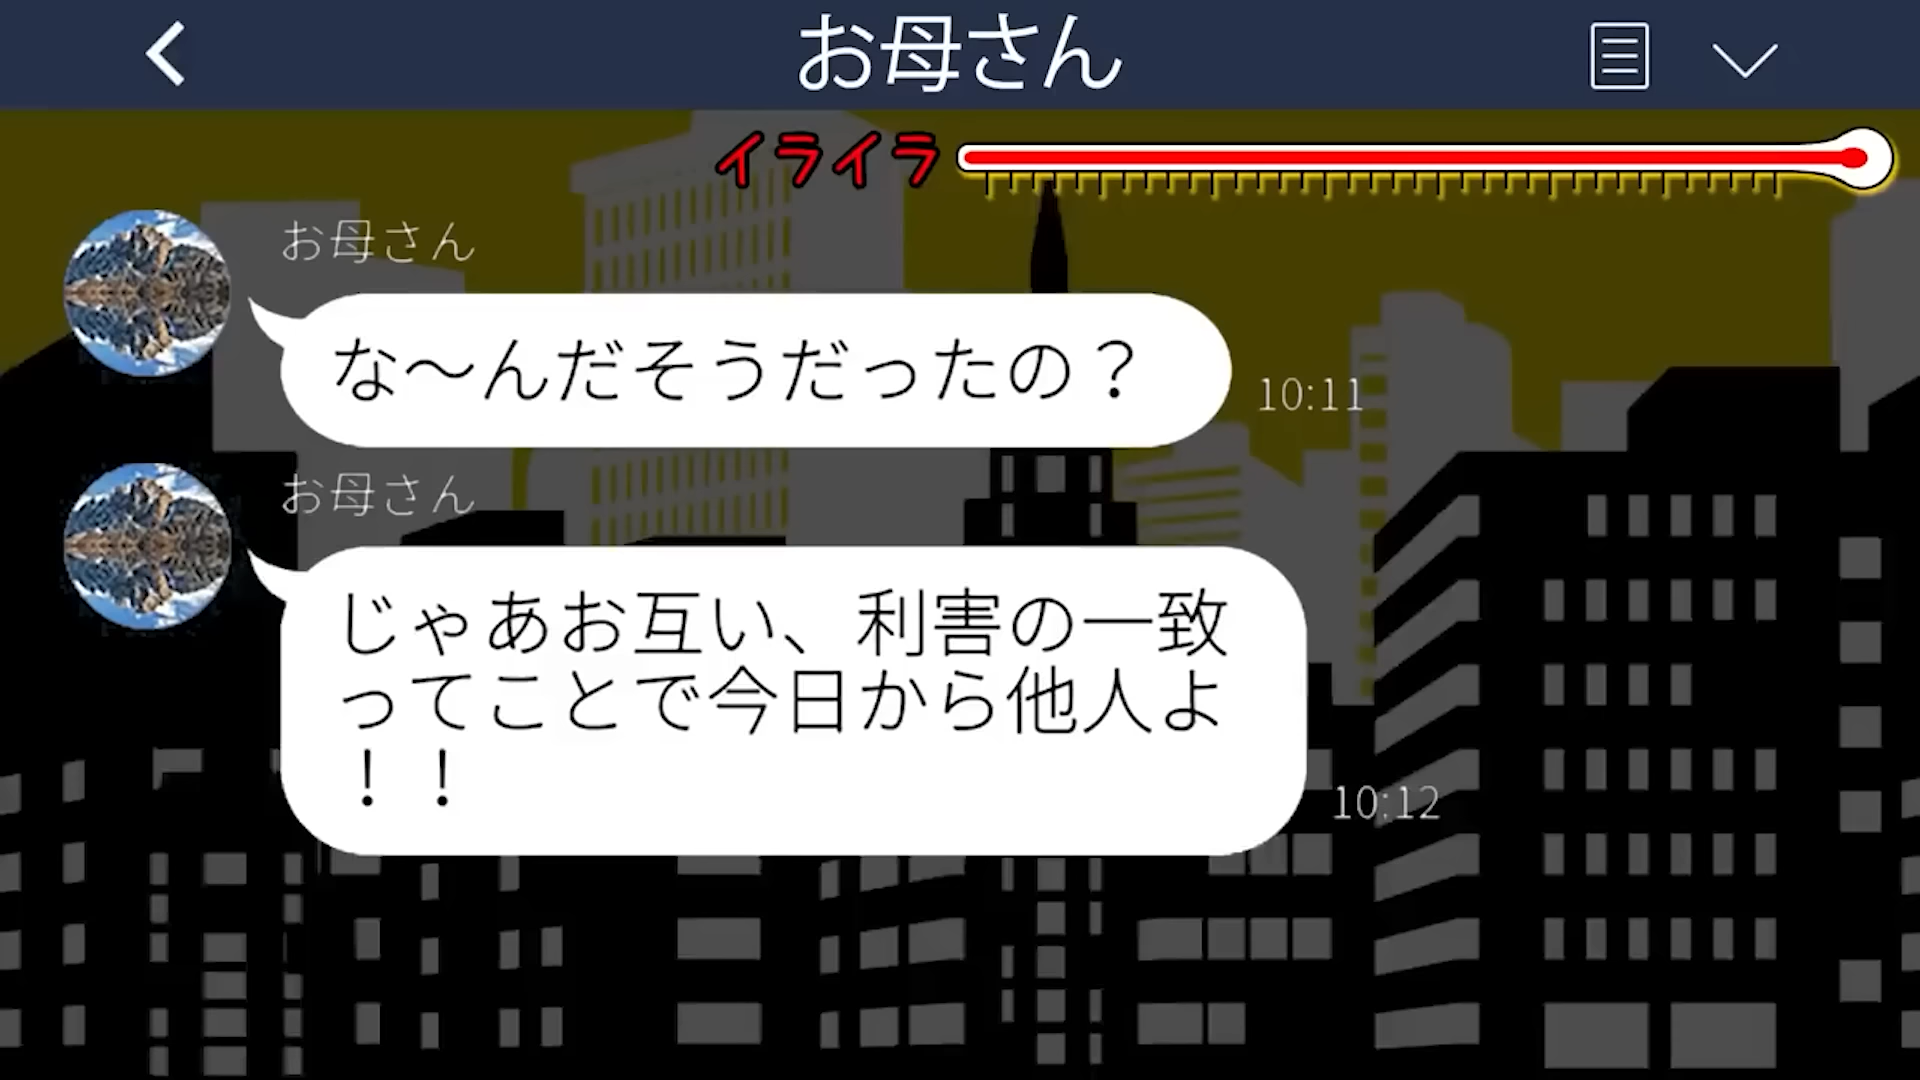 お母さん
イライラ
お母さん
な〜んだそうだったの？
10:11
お母さん
じゃあお互い、利害の一致
ってことで今日から他人よ
！！
10:12